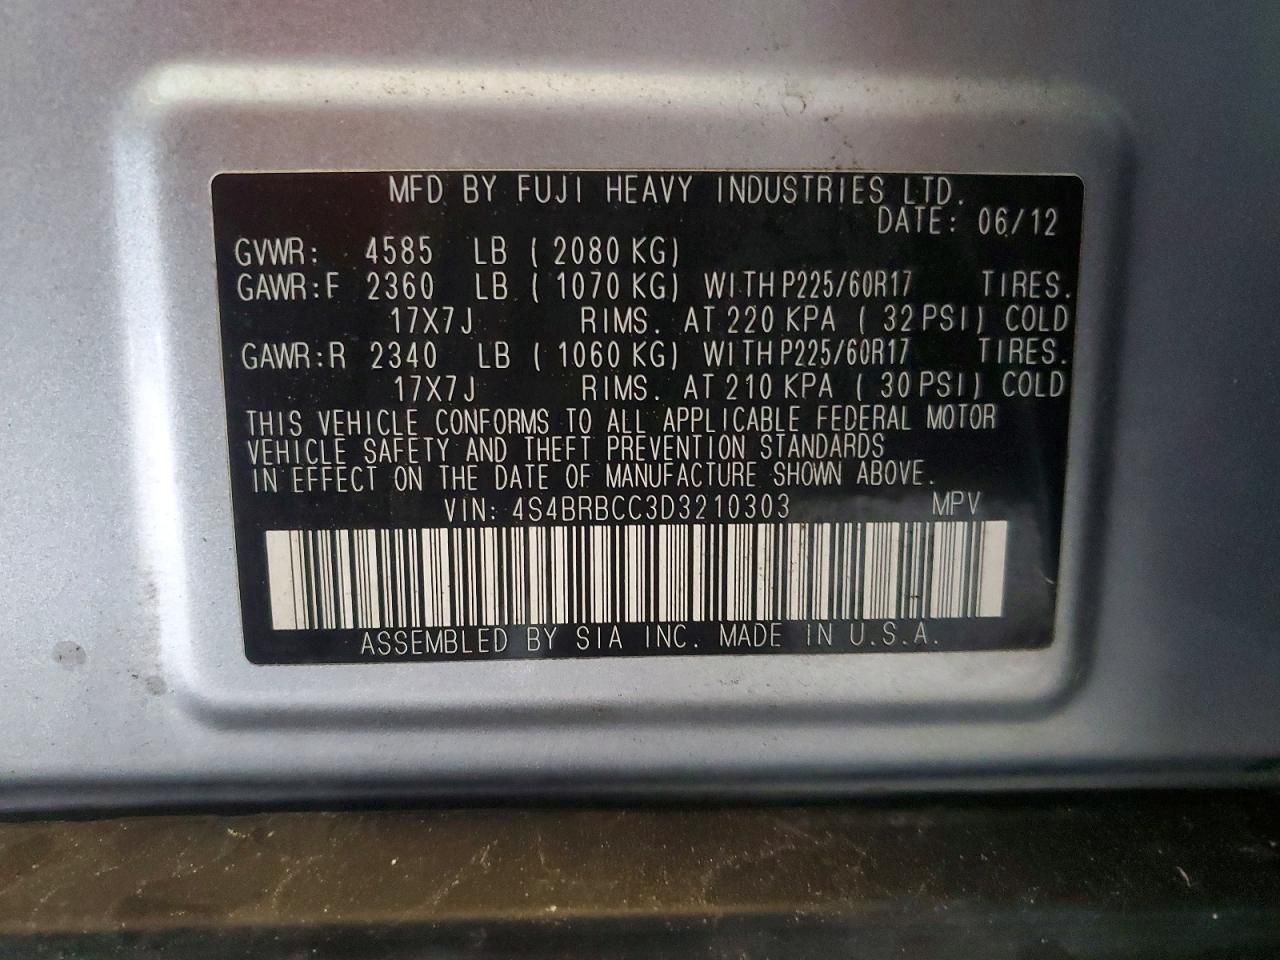 MFD BY FUJI HEAVY INDUSTRIES LTD.
DATE: 06/12
GVWR: 4585 LB ( 2080 KG)
GAWR:F 2360 LB ( 1070 KG) WITH P225/60R17 TIRES.
17X7J RIMS. AT 220 KPA ( 32 PSI) COLD
GAWR:R 2340 LB ( 1060 KG) WITH P225/60R17 TIRES.
17X7J RIMS. AT 210 KPA ( 30 PSI) COLD
THIS VEHICLE CONFORMS TO ALL APPLICABLE FEDERAL MOTOR
VEHICLE SAFETY AND THEFT PREVENTION STANDARDS
IN EFFECT ON THE DATE OF MANUFACTURE SHOWN ABOVE.
VIN: 4S4BRBCC3D3210303 MPV
ASSEMBLED BY SIA INC. MADE IN U.S.A.